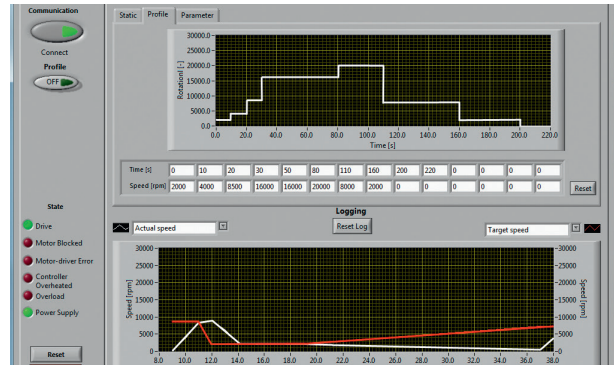 Communication
Connect
Profile
OFF
State
Drive
Motor Blocked
Motor-driver Error
Controller
Overheated
Overload
Power Supply
Reset
Static Profile Parameter
30000.0
25000.0
20000.0
15000.0
10000.0
5000.0
0.0
Rotation[ [-]
0.0 20.0 40.0 60.0 80.0 100.0 120.0 140.0 160.0 180.0 200.0 220.0
Time [s]
Time [s] 0 10 20 30 50 80 110 160 200 220 0 0 0 0
Speed [rpm] 2000 4000 8500 16000 16000 20000 8000 2000 0 0 0 0 0 0 Reset
Logging
Actual speed Reset Log Target speed
30000 30000
25000 25000
20000 20000
15000 15000
10000 10000
5000 5000
0 0
Speed [rpm] Speed [rpm]
8.0 10.0 12.0 14.0 16.0 18.0 20.0 22.0 24.0 26.0 28.0 30.0 32.0 34.0 36.0 38.0